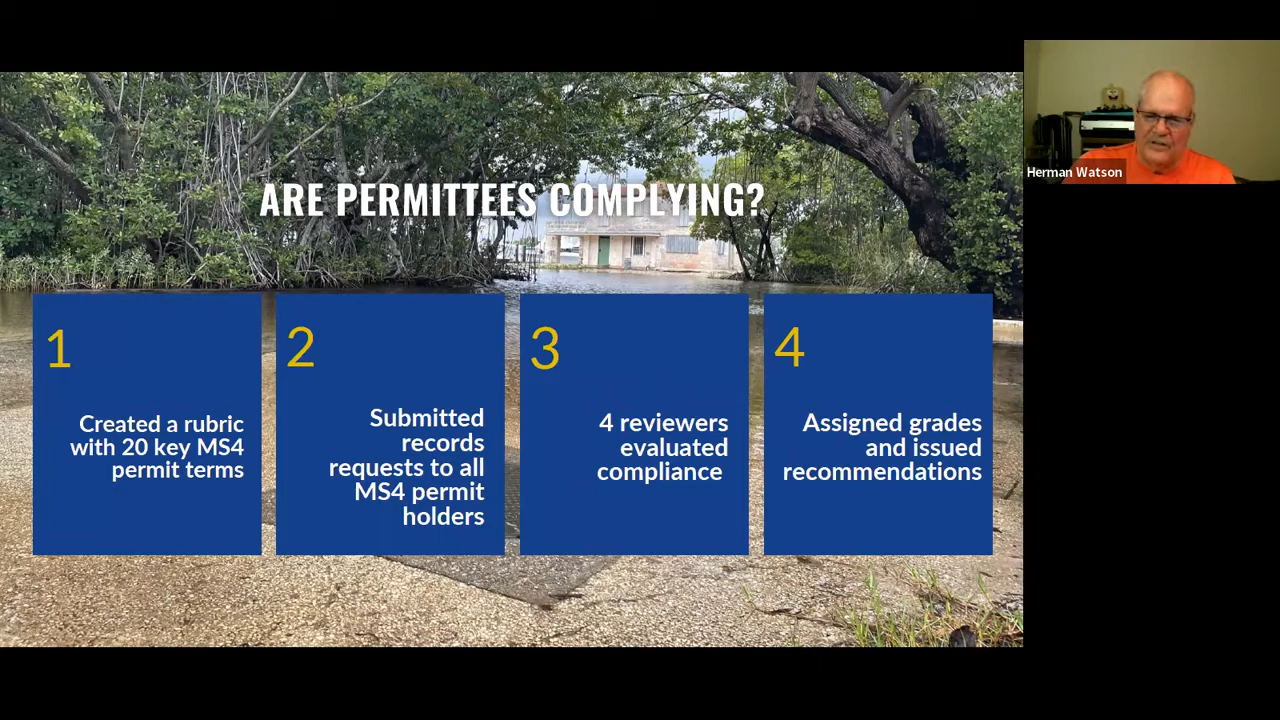 ARE PERMITTEES COMPLYING?
1
Created a rubric
with 20 key MS4
permit terms
2
Submitted
records
requests to all
MS4 permit
holders
3
4 reviewers
evaluated
compliance
4
Assigned grades
and issued
recommendations
Herman Watson